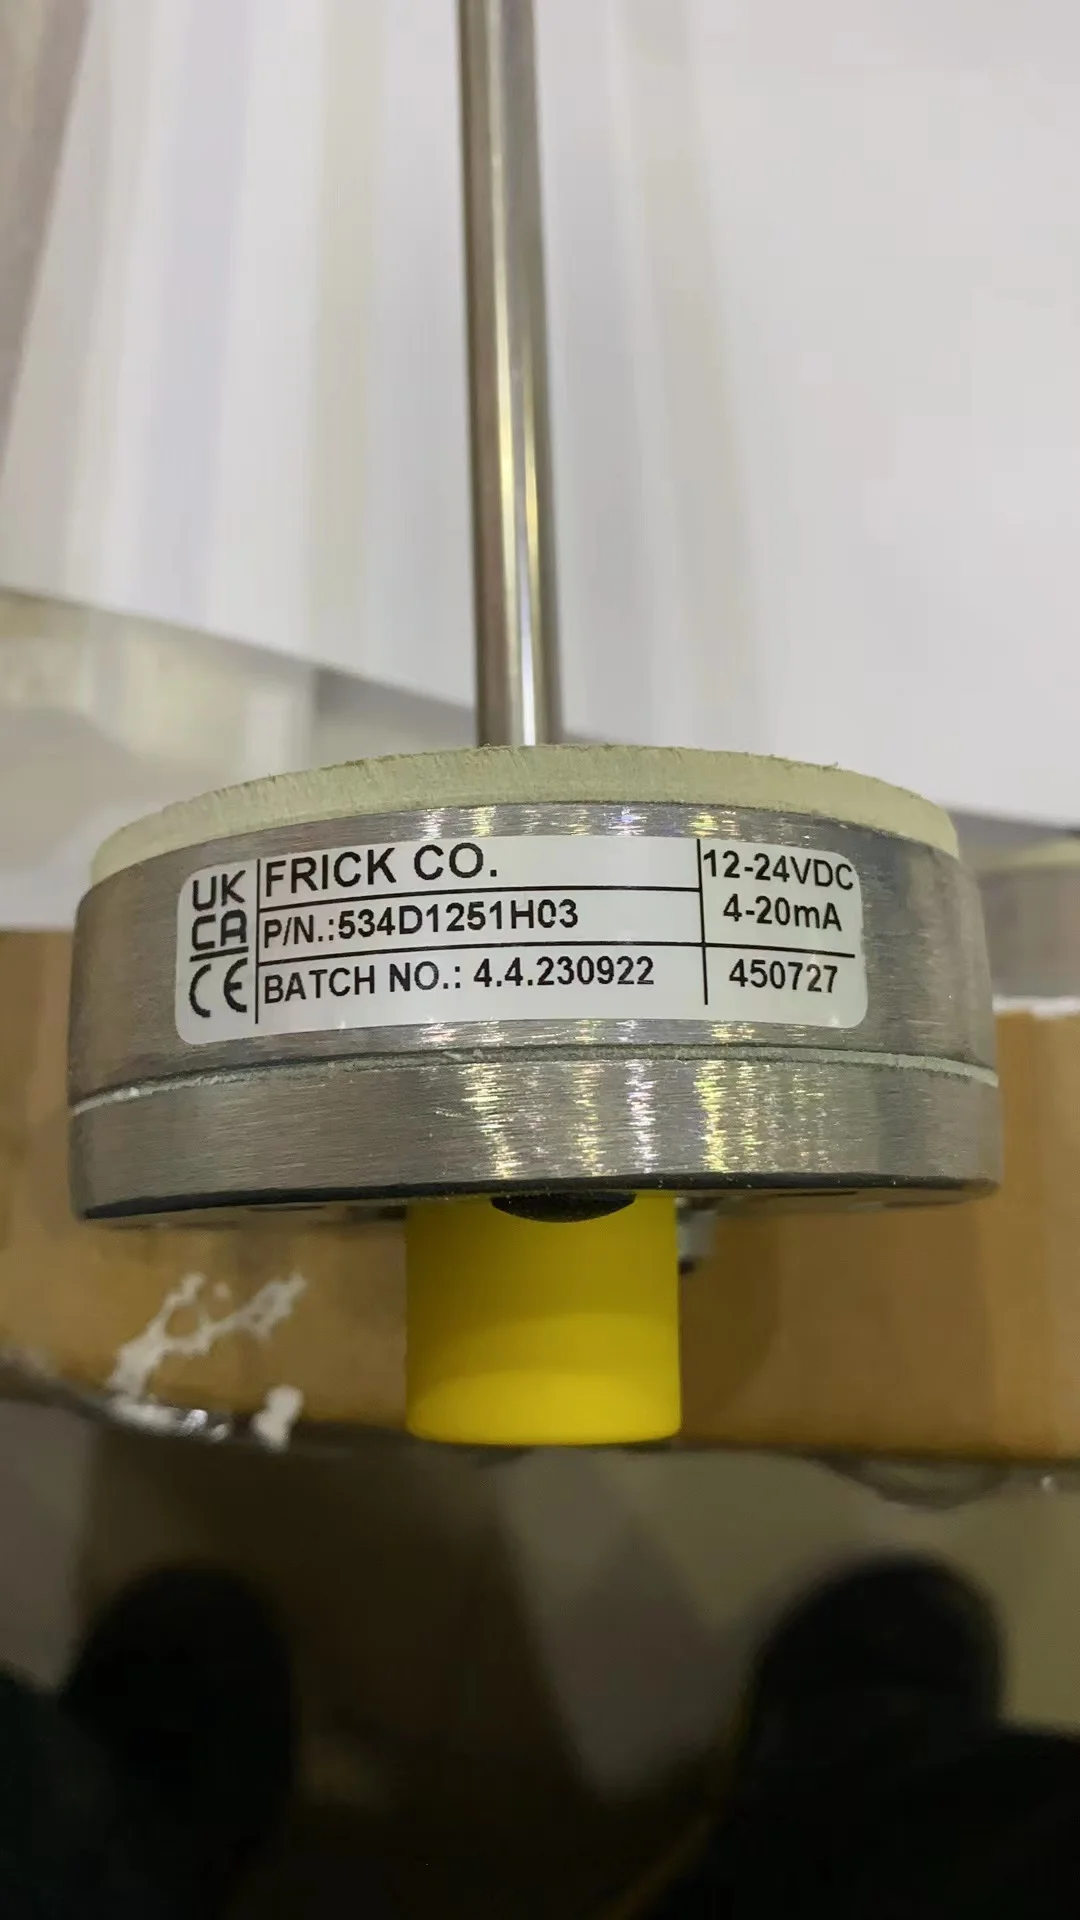 UK
CA
CE
FRICK CO.
P/N.:534D1251H03
BATCH NO.: 4.4.230922
12-24VDC
4-20mA
450727